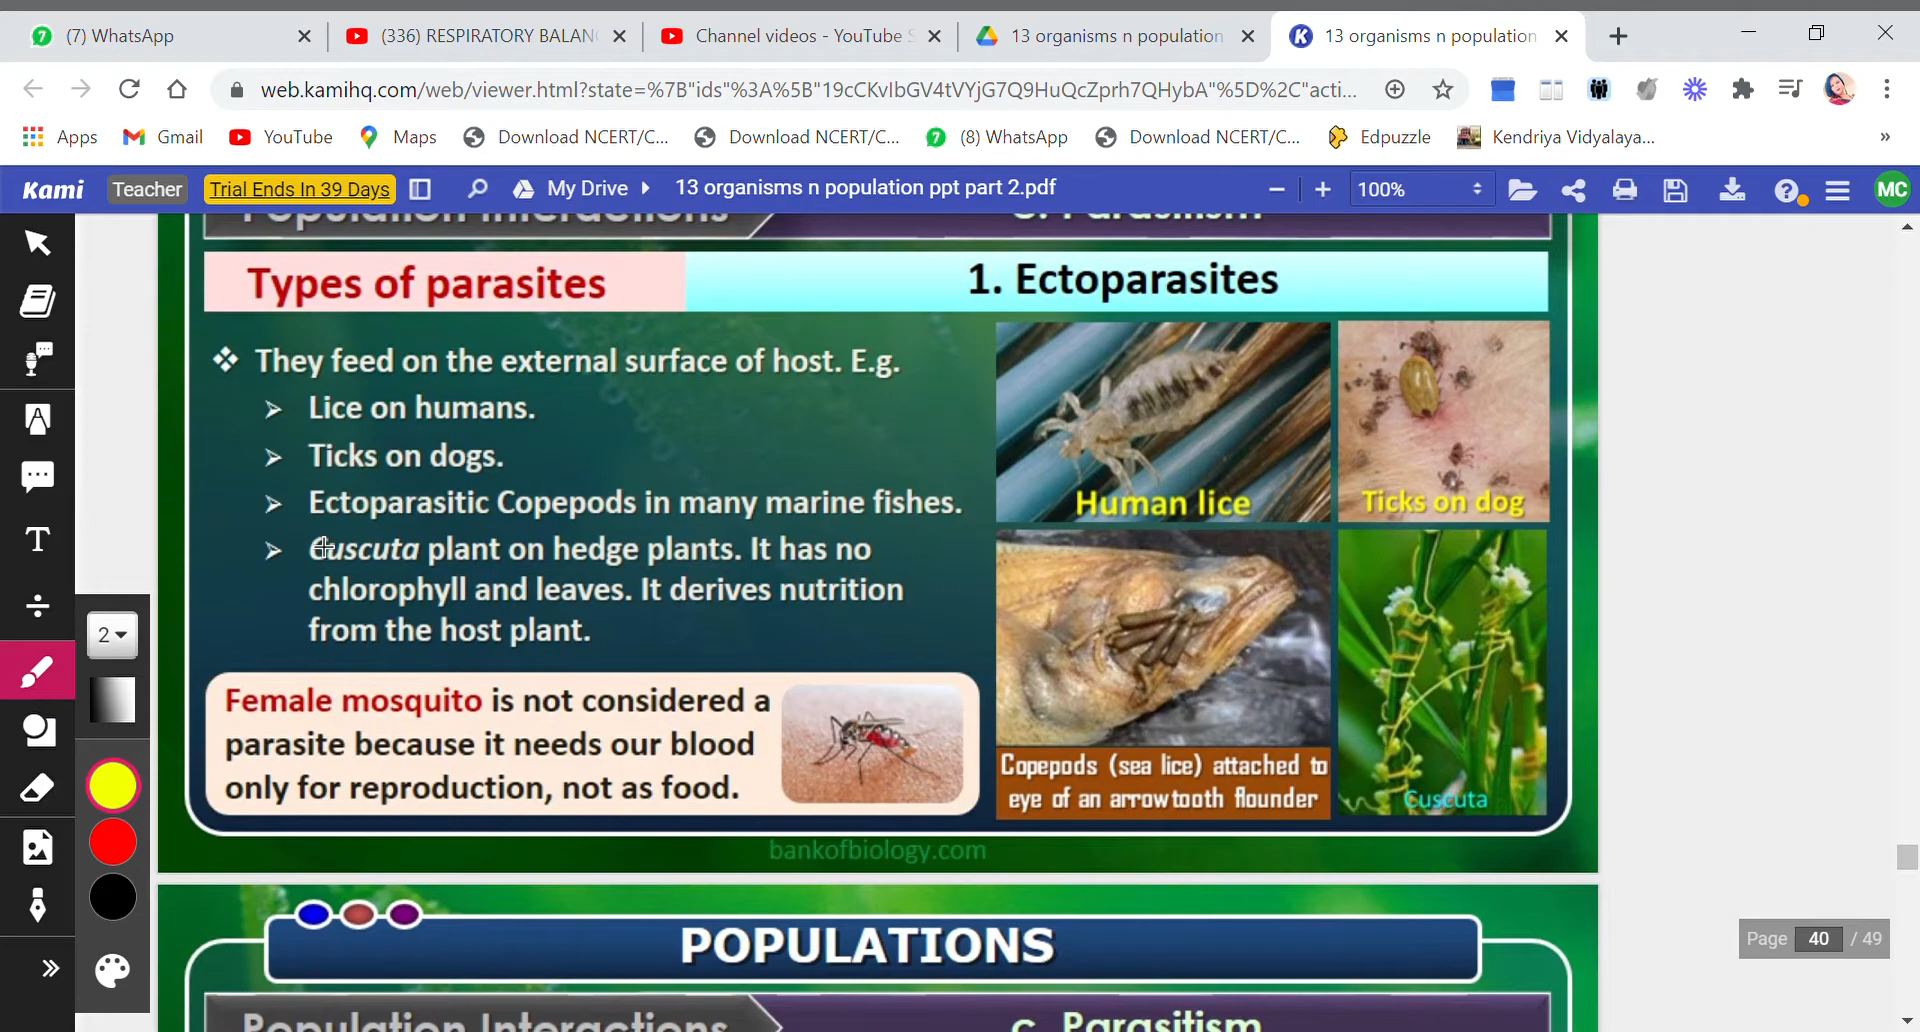 (7) WhatsApp
(336) RESPIRATORY BALAN
Channel videos - YouTube S
13 organisms n population
13 organisms n population
web.kamihq.com/web/viewer.html?state=%7B"ids"%3A%5B"19cCKvIbGV4tVYjG7Q9HuQcZprh7QHybA"%5D%2C"acti...
Apps
Gmail
YouTube
Maps
Download NCERT/C...
Download NCERT/C...
(8) WhatsApp
Download NCERT/C...
Edpuzzle
Kendriya Vidyalaya...
Kami
Teacher
Trial Ends In 39 Days
My Drive
13 organisms n population ppt part 2.pdf
100%
MC
Population Interactions
c. Parasitism
Types of parasites
1. Ectoparasites
They feed on the external surface of host. E.g.
Lice on humans.
Ticks on dogs.
Ectoparasitic Copepods in many marine fishes.
Cuscuta plant on hedge plants. It has no
chlorophyll and leaves. It derives nutrition
from the host plant.
Human lice
Ticks on dog
Copepods (sea lice) attached to
eye of an arrowtooth flounder
Cuscuta
Female mosquito is not considered a
parasite because it needs our blood
only for reproduction, not as food.
bankofbiology.com
2
POPULATIONS
Page 40 / 49
Population Interactions
c. Parasitism